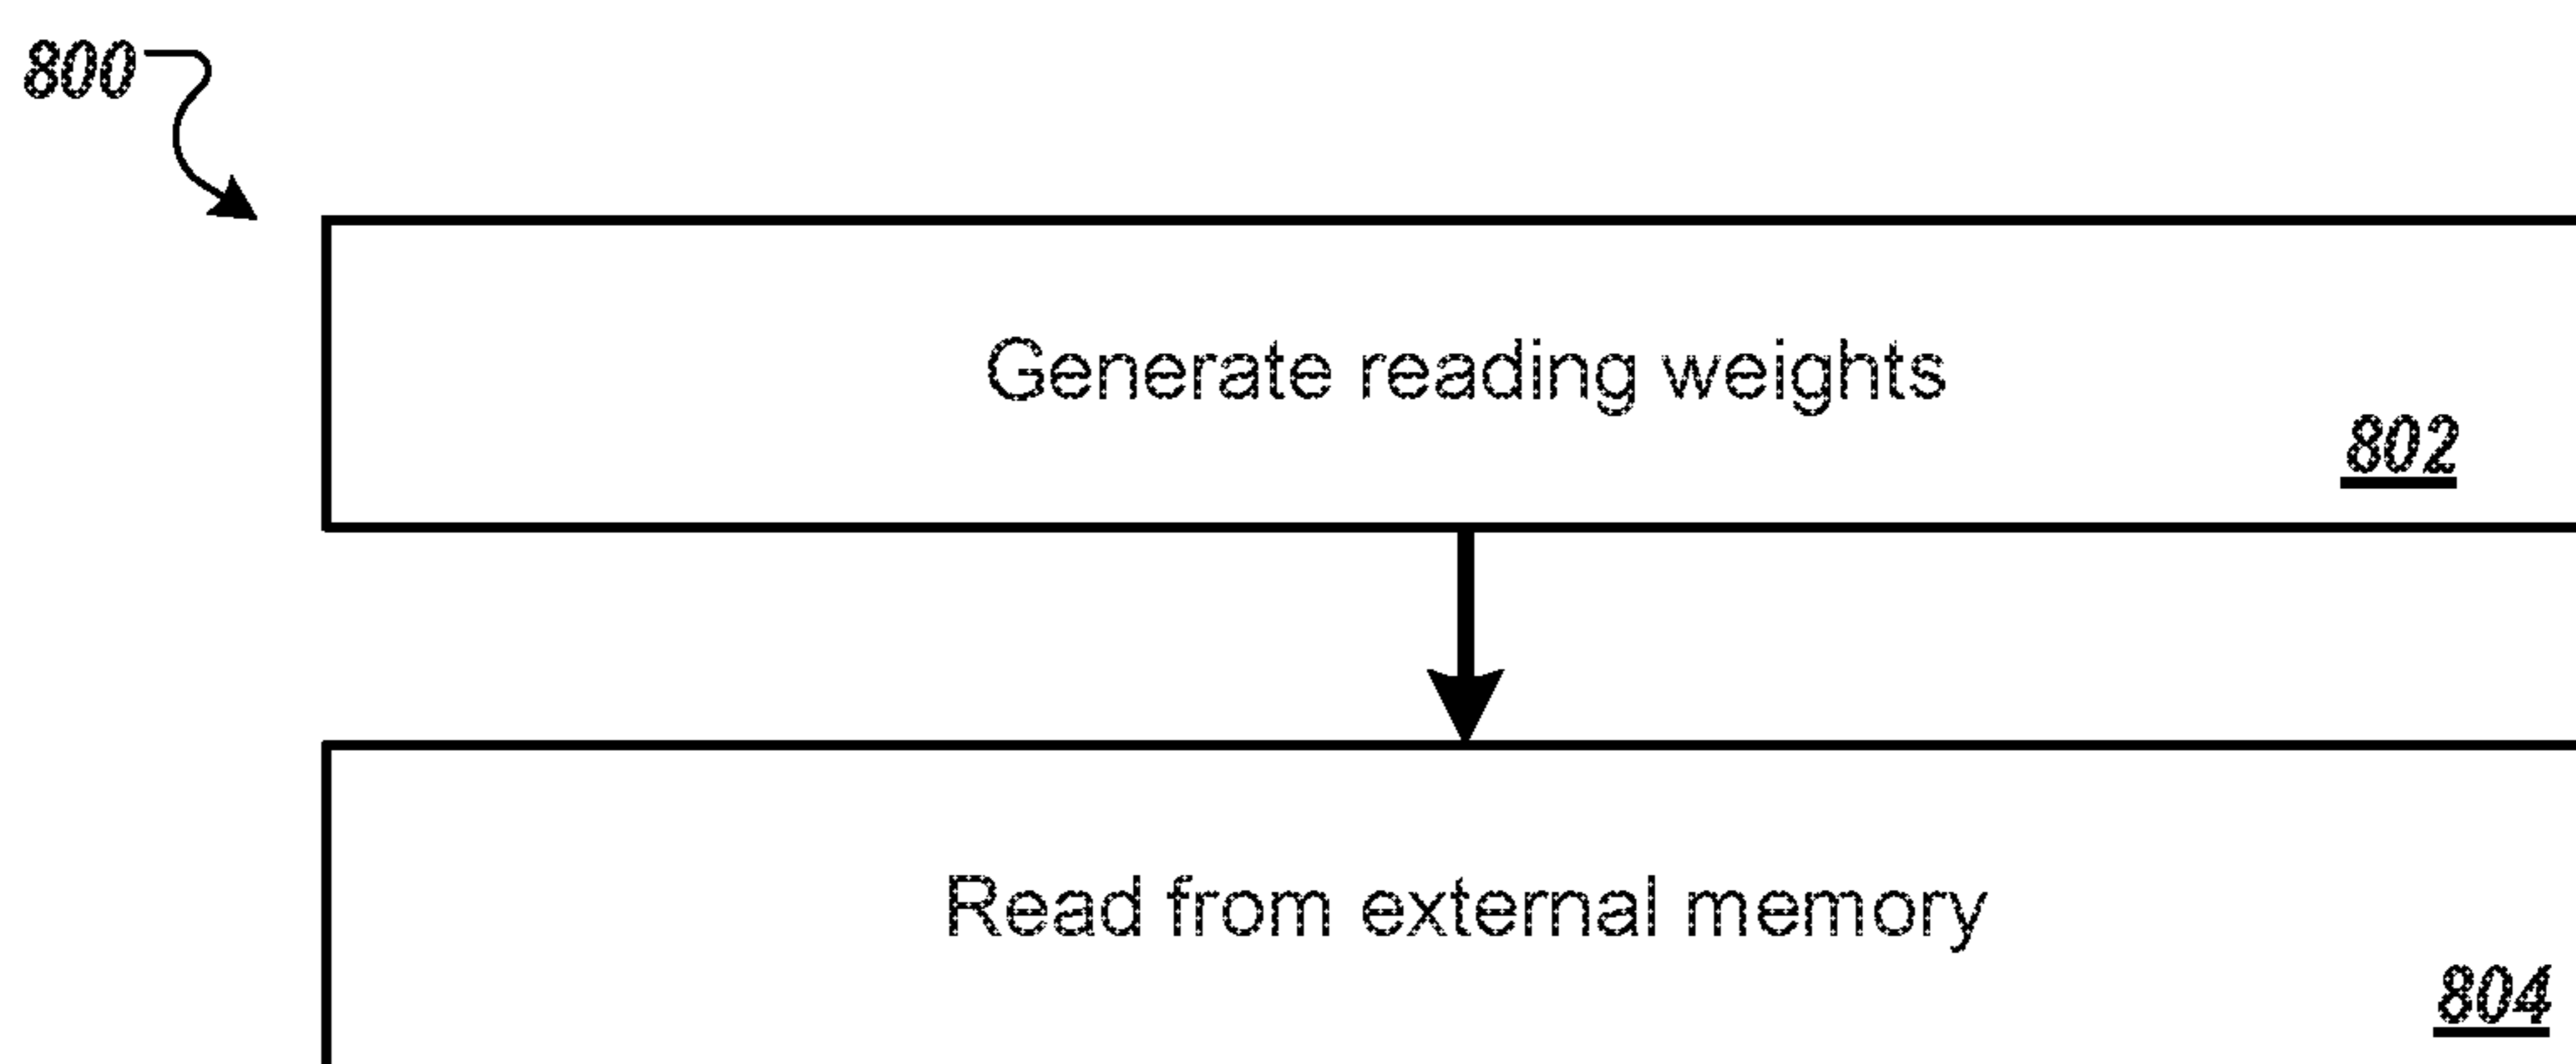 800
Generate reading weights
802
Read from external memory
804